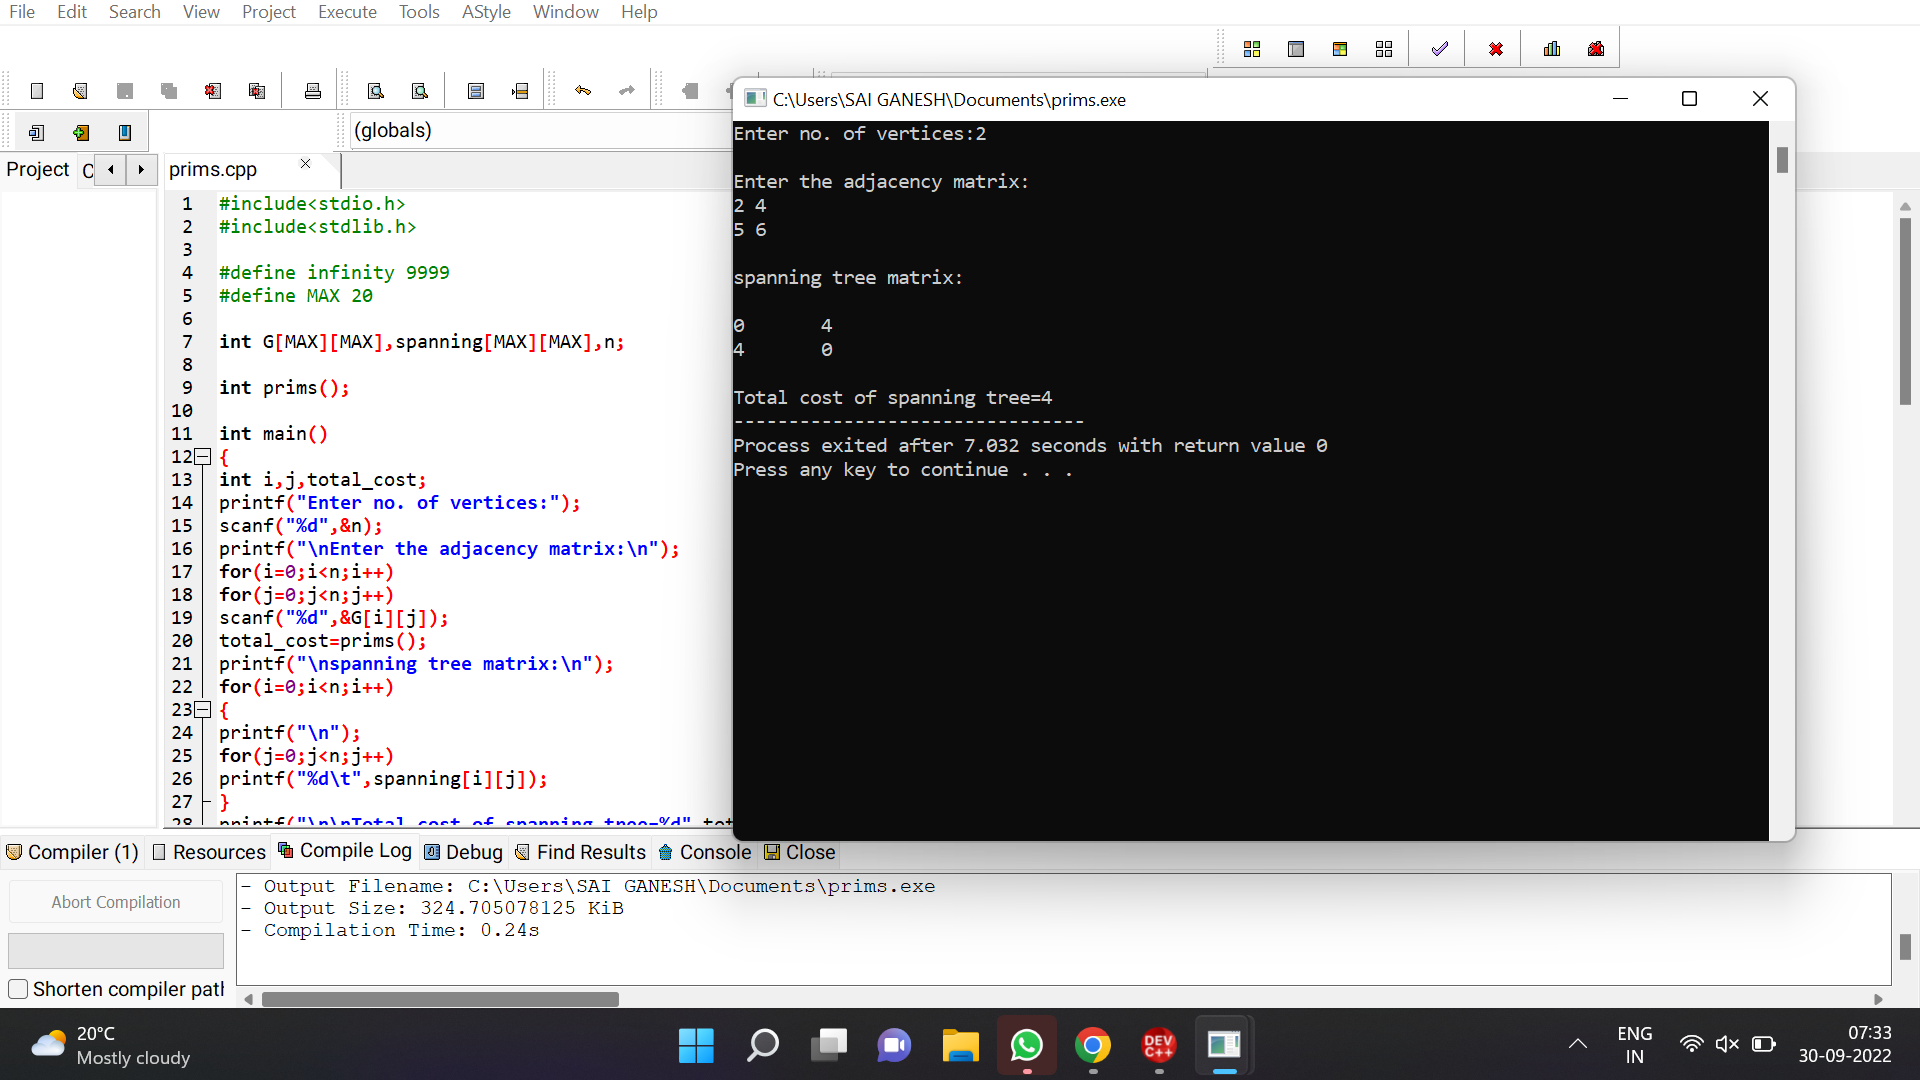 File Edit Search View Project Execute Tools AStyle Window Help
(globals)
Project C
prims.cpp
1 #include<stdio.h>
2 #include<stdlib.h>
3
4 #define infinity 9999
5 #define MAX 20
6
7 int G[MAX][MAX],spanning[MAX][MAX],n;
8
9 int prims();
10
11 int main()
12 {
13 int i,j,total_cost;
14 printf("Enter no. of vertices:");
15 scanf("%d",&n);
16 printf("\nEnter the adjacency matrix:\n");
17 for(i=0;i<n;i++)
18 for(j=0;j<n;j++)
19 scanf("%d",&G[i][j]);
20 total_cost=prims();
21 printf("\nspanning tree matrix:\n");
22 for(i=0;i<n;i++)
23 {
24 printf("\n");
25 for(j=0;j<n;j++)
26 printf("%d\t",spanning[i][j]);
27 }
28 printf("\n\nTotal cost of spanning tree=%d",tot
C:\Users\SAI GANESH\Documents\prims.exe
Enter no. of vertices:2
Enter the adjacency matrix:
2 4
5 6
spanning tree matrix:
0 4
4 0
Total cost of spanning tree=4
--------------------------------
Process exited after 7.032 seconds with return value 0
Press any key to continue . . .
Compiler (1) Resources Compile Log Debug Find Results Console Close
Abort Compilation
Shorten compiler path
- Output Filename: C:\Users\SAI GANESH\Documents\prims.exe
- Output Size: 324.705078125 KiB
- Compilation Time: 0.24s
20°C
Mostly cloudy
DEV
C++
ENG
IN
07:33
30-09-2022